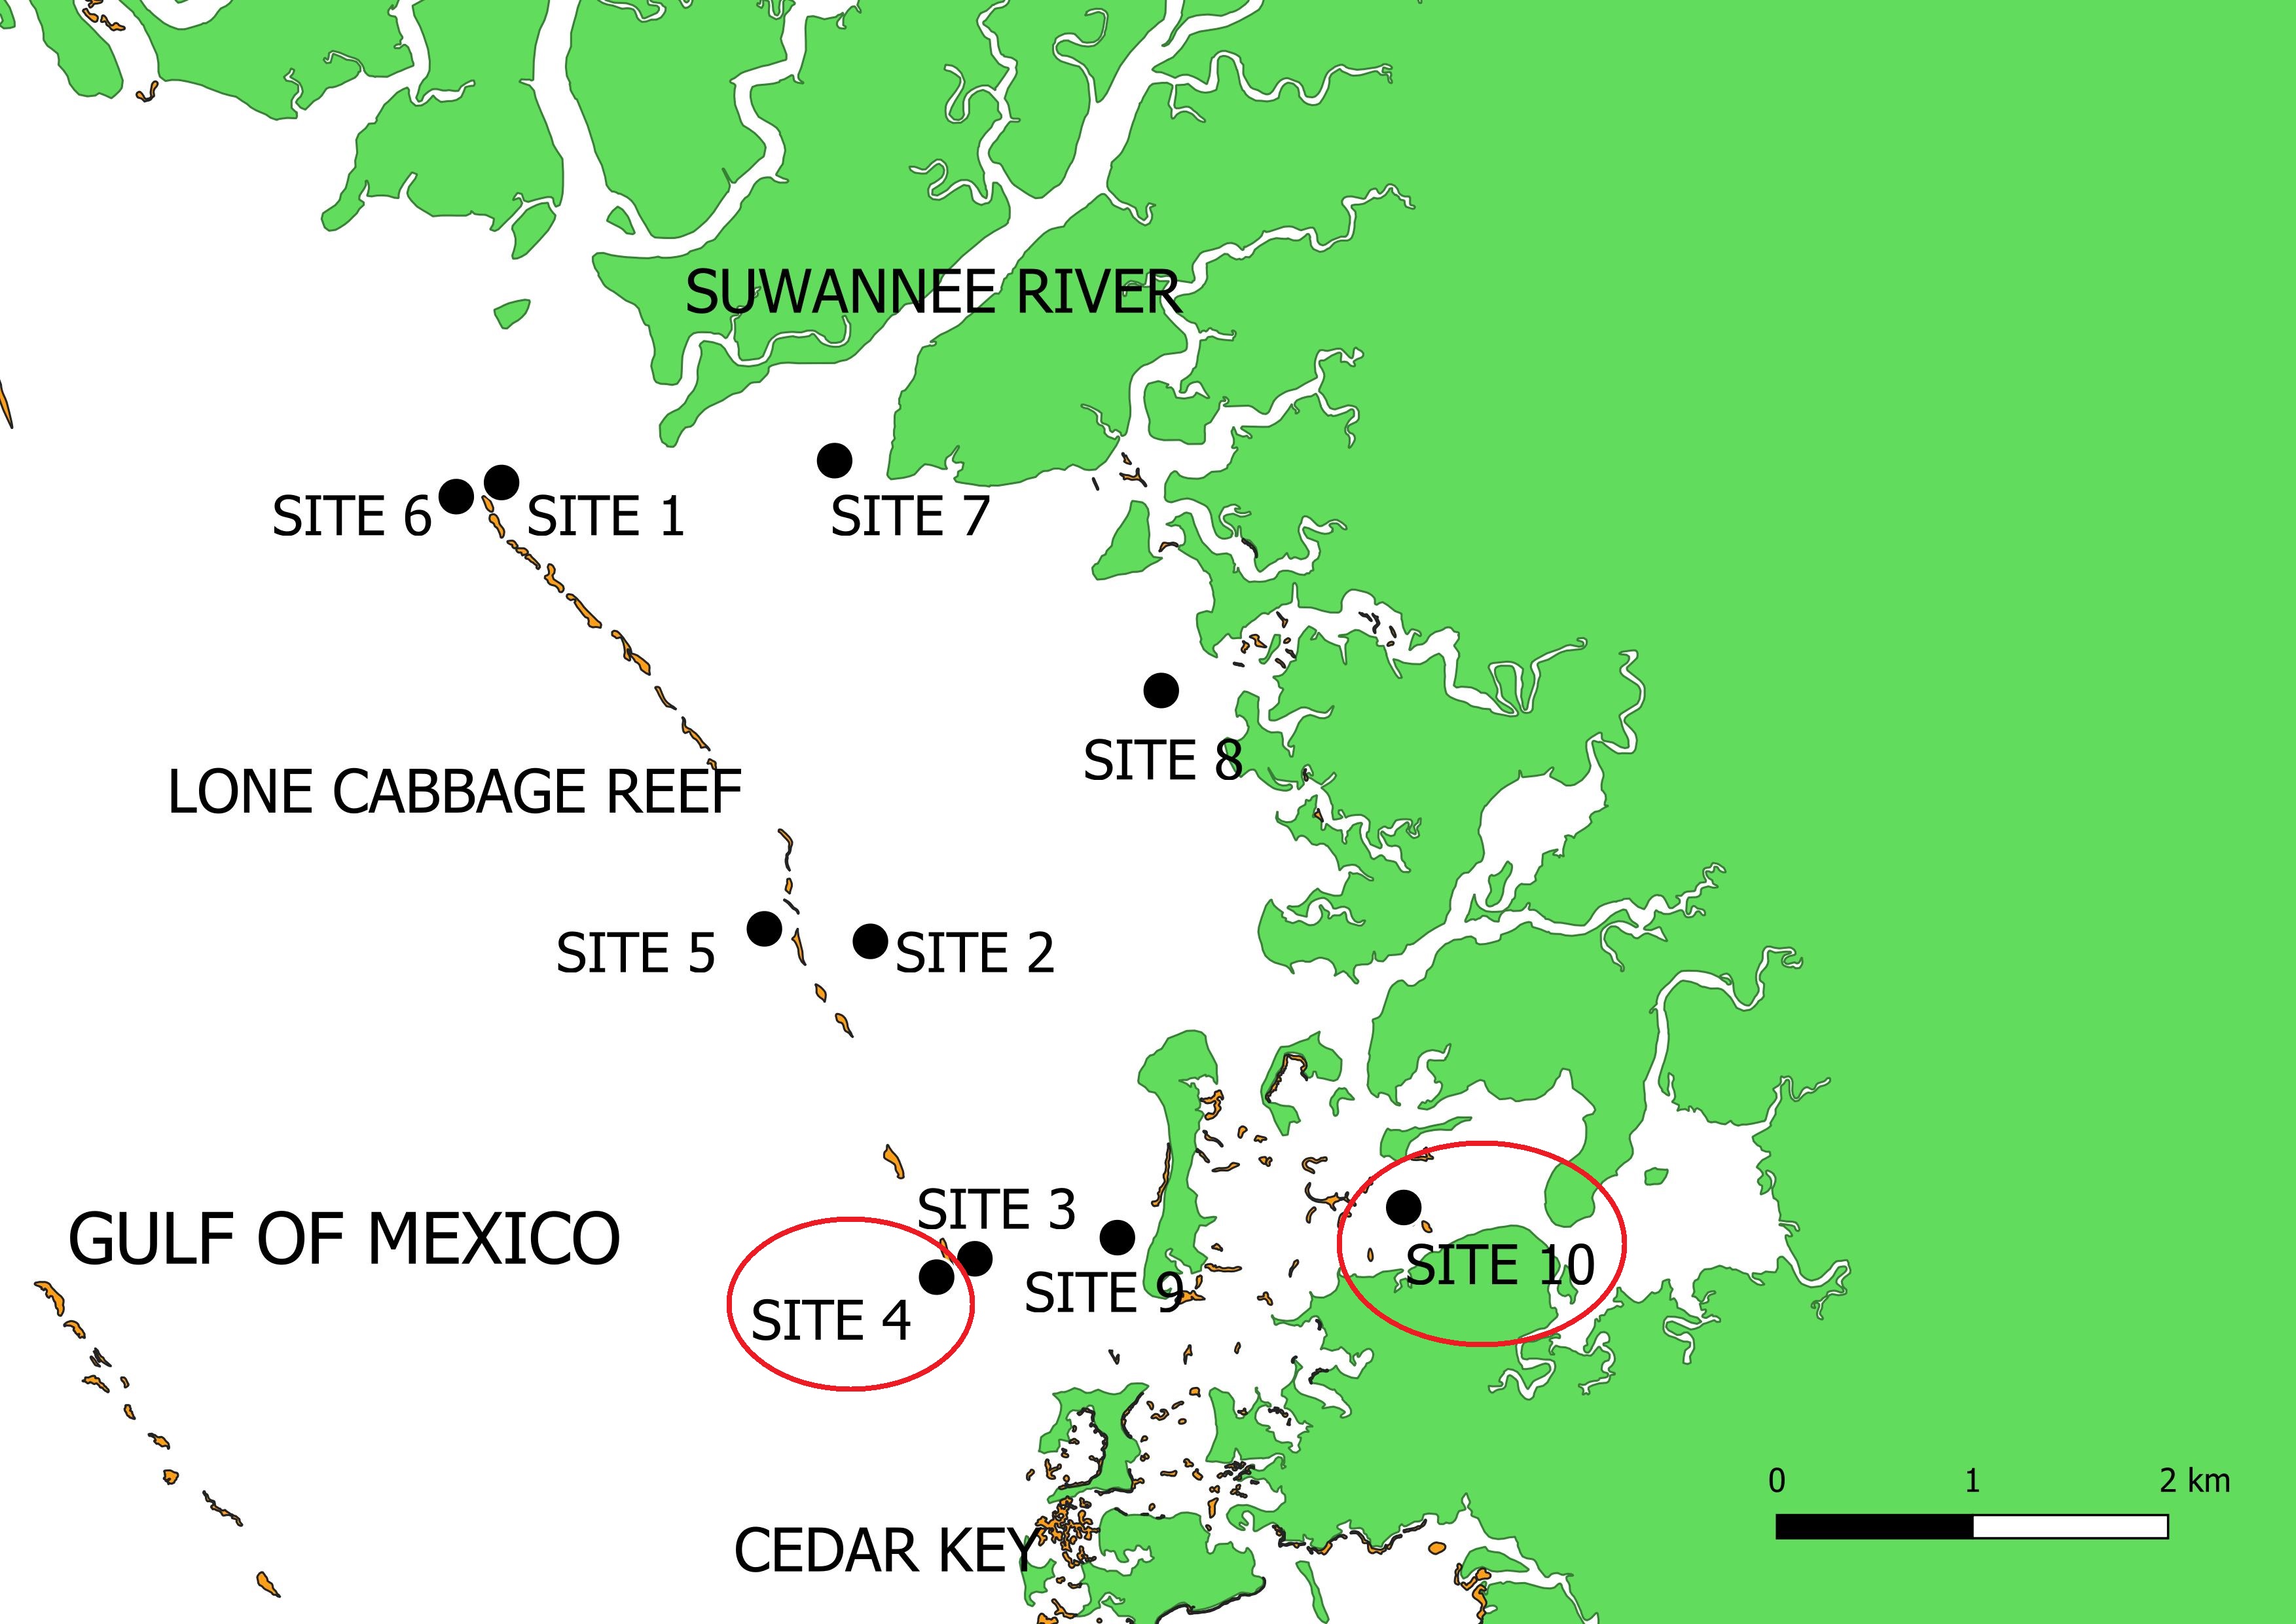 SUWANNEE RIVER
SITE 6
SITE 1
SITE 7
SITE 8
LONE CABBAGE REEF
SITE 5
SITE 2
SITE 3
GULF OF MEXICO
SITE 10
SITE 9
SITE 4
0 1 2 km
CEDAR KEY